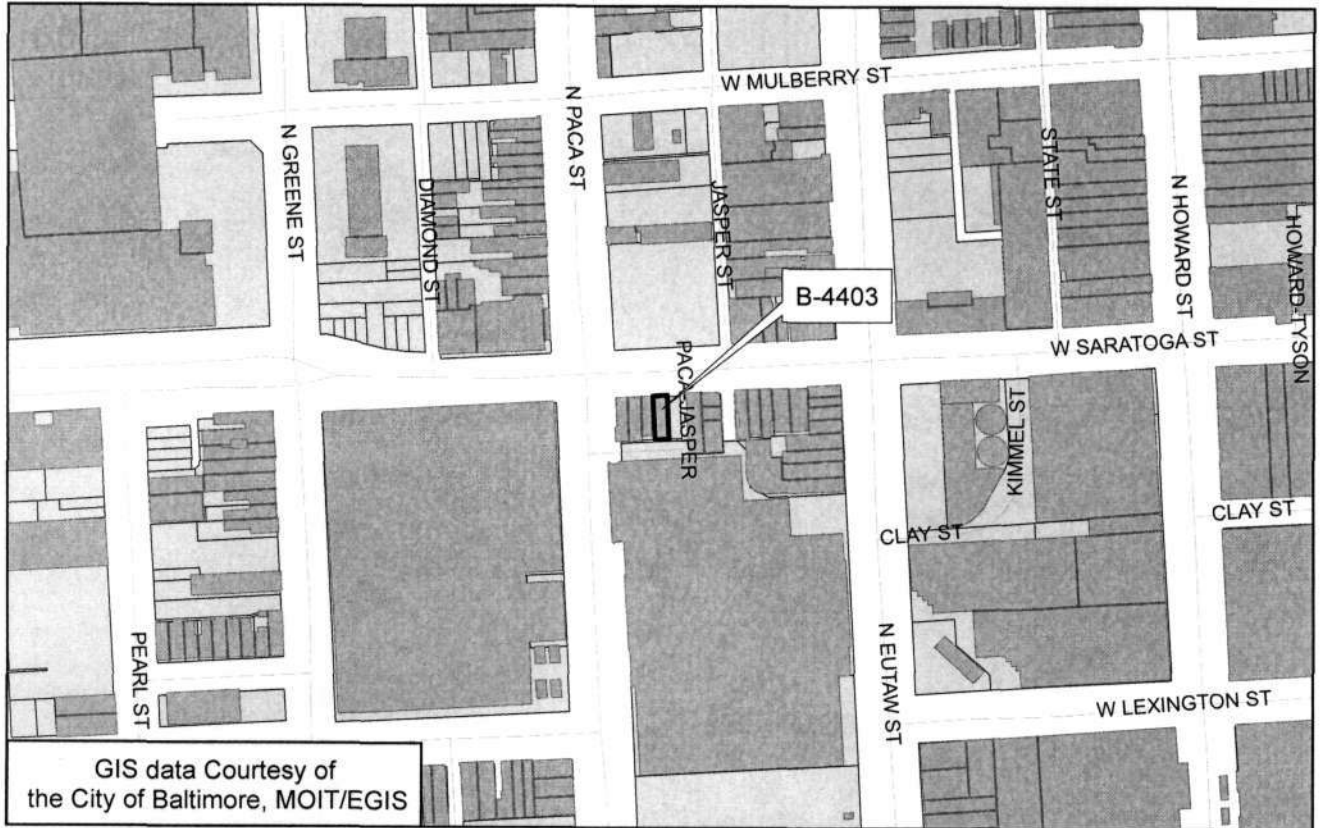 W MULBERRY ST
N PACA ST
N GREENE ST
DIAMOND ST
JASPER ST
STATE ST
N HOWARD ST
HOWARD-TYSON
B-4403
W SARATOGA ST
PACA-JASPER
KIMMEL ST
CLAY ST
CLAY ST
PEARL ST
N EUTAW ST
W LEXINGTON ST
GIS data Courtesy of
the City of Baltimore, MOIT/EGIS